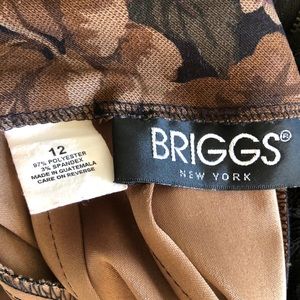 12
97% POLYESTER
3% SPANDEX
MADE IN GUATEMALA
CARE ON REVERSE
BRIGGS®
NEW YORK